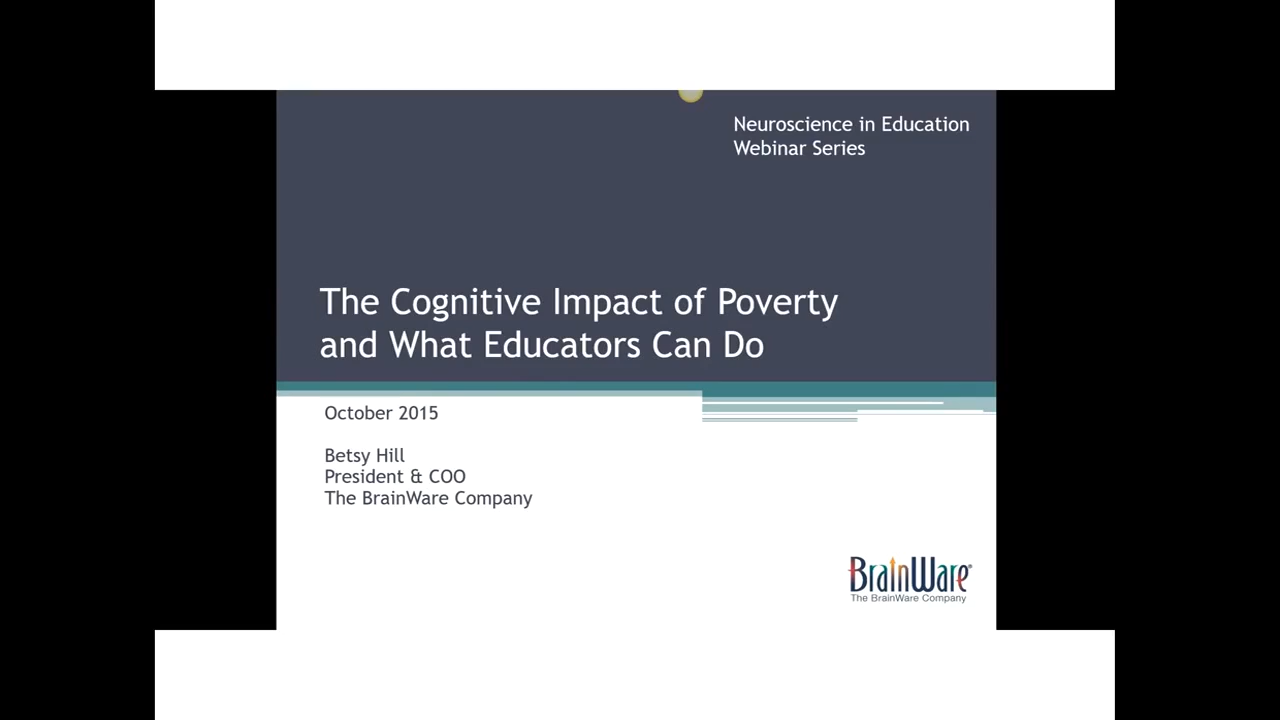 Neuroscience in Education
Webinar Series
The Cognitive Impact of Poverty
and What Educators Can Do
October 2015
Betsy Hill
President & COO
The BrainWare Company
BrainWare®
The BrainWare Company